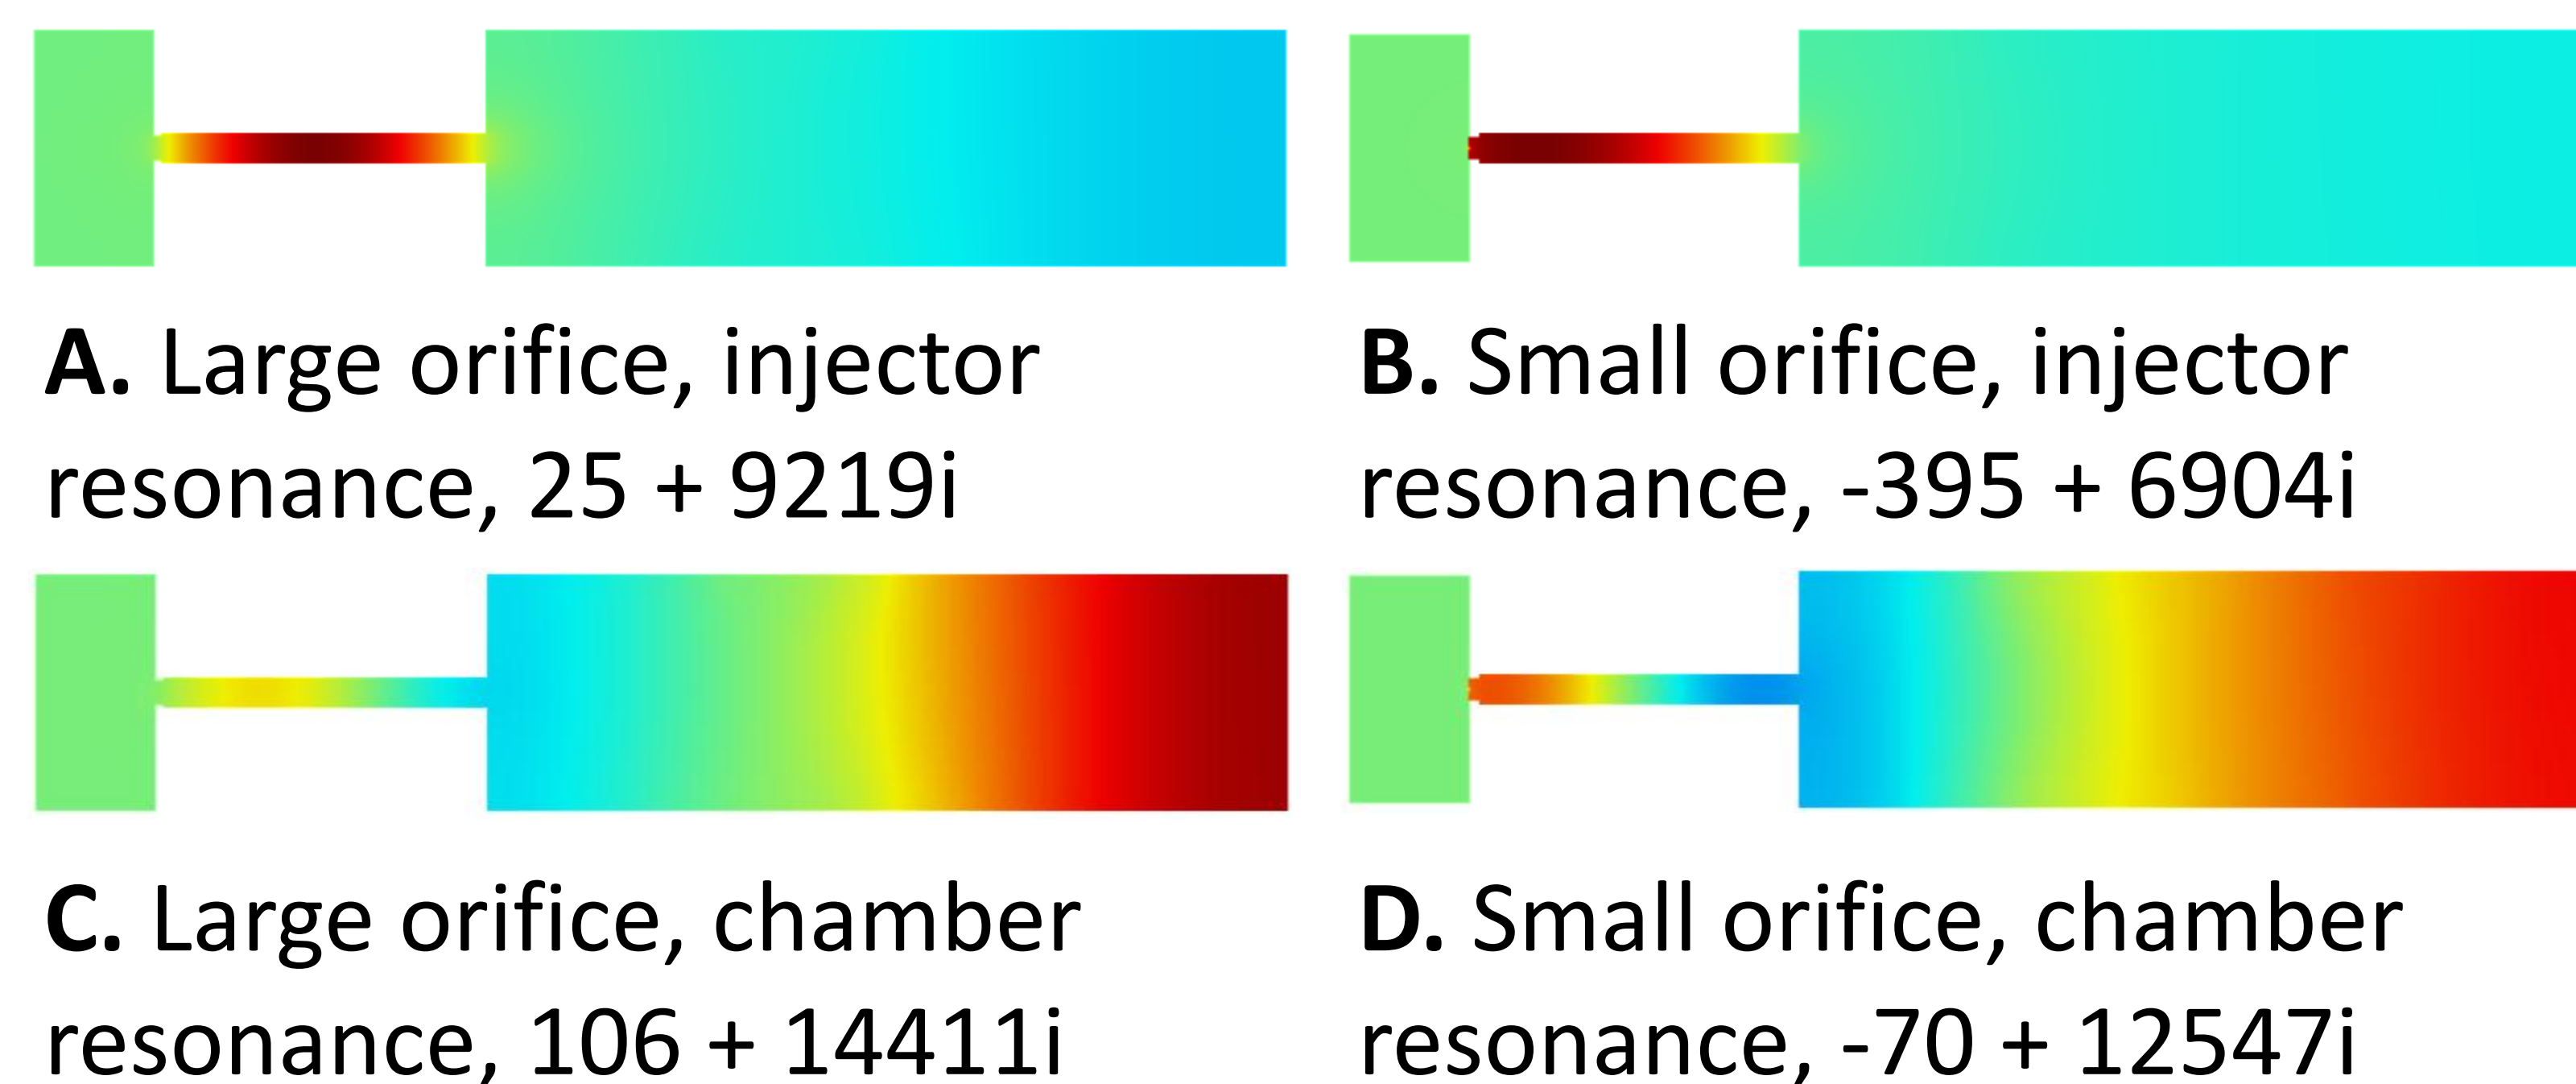 A. Large orifice, injector
resonance, 25 + 9219i
B. Small orifice, injector
resonance, -395 + 6904i
C. Large orifice, chamber
resonance, 106 + 14411i
D. Small orifice, chamber
resonance, -70 + 12547i